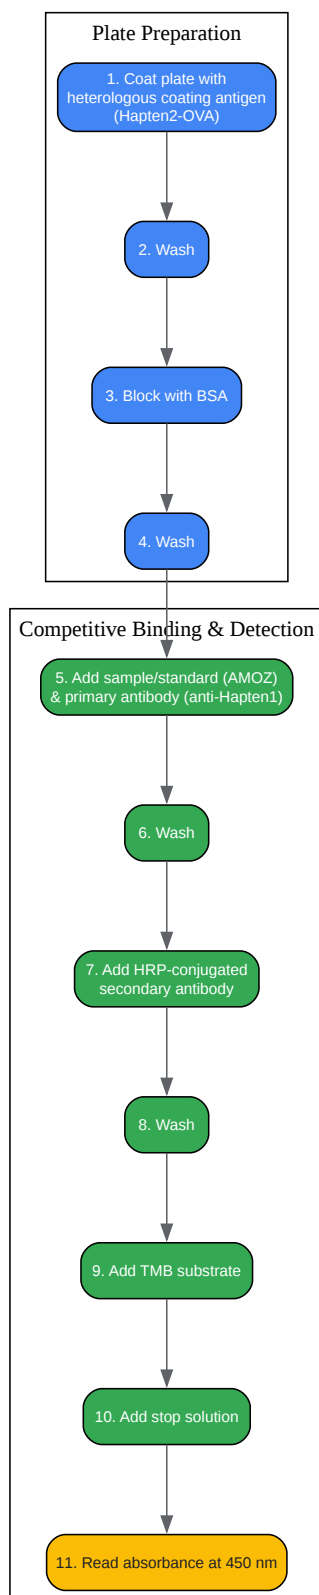 Plate Preparation
1. Coat plate with
heterologous coating antigen
(Hapten2-OVA)
2. Wash
3. Block with BSA
4. Wash
Competitive Binding & Detection
5. Add sample/standard (AMOZ)
& primary antibody (anti-Hapten1)
6. Wash
7. Add HRP-conjugated
secondary antibody
8. Wash
9. Add TMB substrate
10. Add stop solution
11. Read absorbance at 450 nm